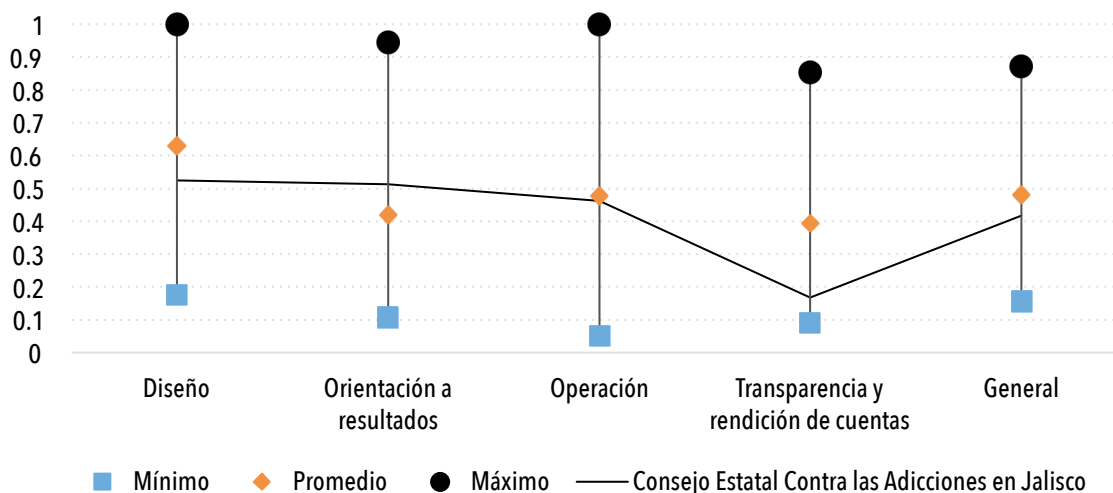 1
0.9
0.8
0.7
0.6
0.5
0.4
0.3
0.2
0.1
0
Diseño
Orientación a
resultados
Operación
Transparencia y
rendición de cuentas
General
Mínimo
Promedio
Máximo
Consejo Estatal Contra las Adicciones en Jalisco